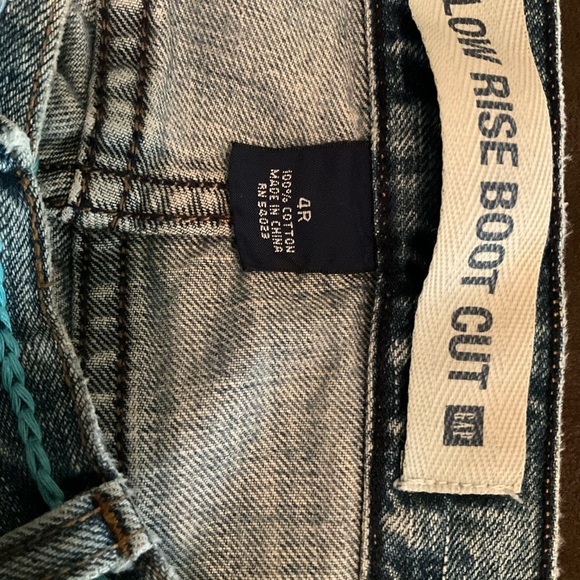 LOW RISE BOOT CUT GAP
4R
100% COTTON
MADE IN CHINA
RN 54023